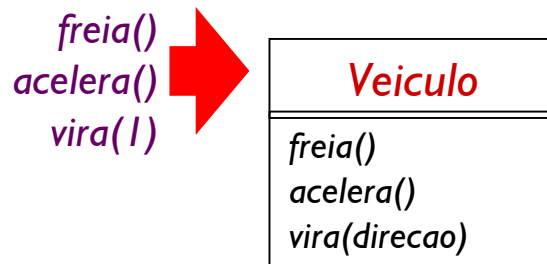 freia()
acelera()
vira(1)
Veiculo
freia()
acelera()
vira(direcao)